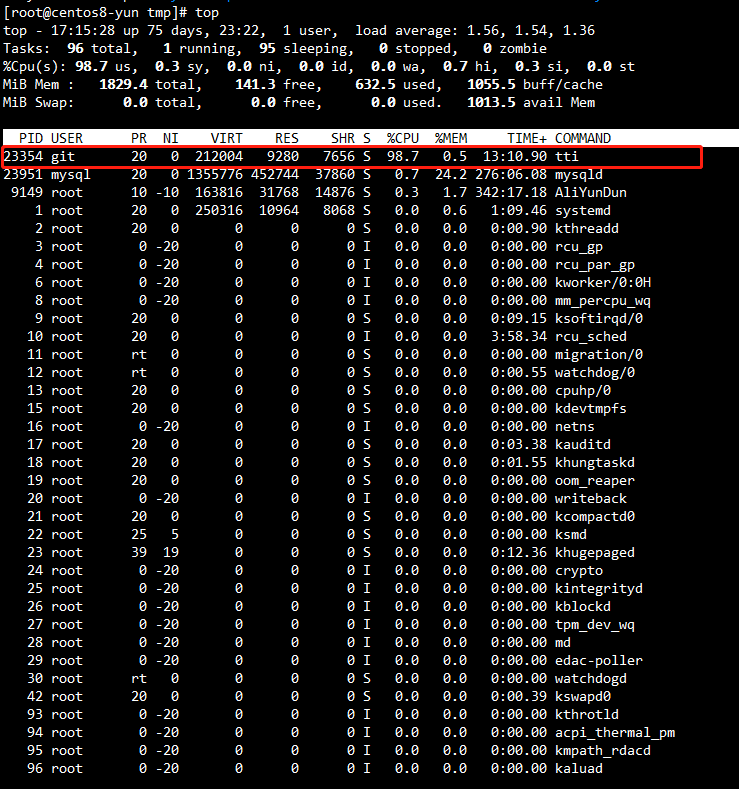 [root@centos8-yun tmp]# top
top - 17:15:28 up 75 days, 23:22,  1 user,  load average: 1.56, 1.54, 1.36
Tasks:  96 total,   1 running,  95 sleeping,   0 stopped,   0 zombie
%Cpu(s): 98.7 us,  0.3 sy,  0.0 ni,  0.0 id,  0.0 wa,  0.7 hi,  0.3 si,  0.0 st
MiB Mem :   1829.4 total,    141.3 free,    632.5 used,   1055.5 buff/cache
MiB Swap:      0.0 total,      0.0 free,      0.0 used.   1013.5 avail Mem
PID USER PR NI VIRT RES SHR S %CPU %MEM TIME+ COMMAND
23354 git 20 0 212004 9280 7656 S 98.7 0.5 13:10.90 tti
23951 mysql 20 0 1355776 452744 37860 S 0.7 24.2 276:06.08 mysqld
9149 root 10 -10 163816 31768 14876 S 0.3 1.7 342:17.18 AliYunDun
1 root 20 0 250316 10964 8068 S 0.0 0.6 1:09.46 systemd
2 root 20 0 0 0 0 S 0.0 0.0 0:00.90 kthreadd
3 root 0 -20 0 0 0 I 0.0 0.0 0:00.00 rcu_gp
4 root 0 -20 0 0 0 I 0.0 0.0 0:00.00 rcu_par_gp
6 root 0 -20 0 0 0 I 0.0 0.0 0:00.00 kworker/0:0H
8 root 0 -20 0 0 0 I 0.0 0.0 0:00.00 mm_percpu_wq
9 root 20 0 0 0 0 S 0.0 0.0 0:09.15 ksoftirqd/0
10 root 20 0 0 0 0 I 0.0 0.0 3:58.34 rcu_sched
11 root rt 0 0 0 0 S 0.0 0.0 0:00.00 migration/0
12 root rt 0 0 0 0 S 0.0 0.0 0:00.55 watchdog/0
13 root 20 0 0 0 0 S 0.0 0.0 0:00.00 cpuhp/0
15 root 20 0 0 0 0 S 0.0 0.0 0:00.00 kdevtmpfs
16 root 0 -20 0 0 0 I 0.0 0.0 0:00.00 netns
17 root 20 0 0 0 0 S 0.0 0.0 0:03.38 kauditd
18 root 20 0 0 0 0 S 0.0 0.0 0:01.55 khungtaskd
19 root 20 0 0 0 0 S 0.0 0.0 0:00.00 oom_reaper
20 root 0 -20 0 0 0 I 0.0 0.0 0:00.00 writeback
21 root 20 0 0 0 0 S 0.0 0.0 0:00.00 kcompactd0
22 root 25 5 0 0 0 S 0.0 0.0 0:00.00 ksmd
23 root 39 19 0 0 0 S 0.0 0.0 0:12.36 khugepaged
24 root 0 -20 0 0 0 I 0.0 0.0 0:00.00 crypto
25 root 0 -20 0 0 0 I 0.0 0.0 0:00.00 kintegrityd
26 root 0 -20 0 0 0 I 0.0 0.0 0:00.00 kblockd
27 root 0 -20 0 0 0 I 0.0 0.0 0:00.00 tpm_dev_wq
28 root 0 -20 0 0 0 I 0.0 0.0 0:00.00 md
29 root 0 -20 0 0 0 I 0.0 0.0 0:00.00 edac-poller
30 root rt 0 0 0 0 S 0.0 0.0 0:00.00 watchdogd
42 root 20 0 0 0 0 S 0.0 0.0 0:00.39 kswapd0
93 root 0 -20 0 0 0 I 0.0 0.0 0:00.00 kthrotld
94 root 0 -20 0 0 0 I 0.0 0.0 0:00.00 acpi_thermal_pm
95 root 0 -20 0 0 0 I 0.0 0.0 0:00.00 kmpath_rdacd
96 root 0 -20 0 0 0 I 0.0 0.0 0:00.00 kaluad